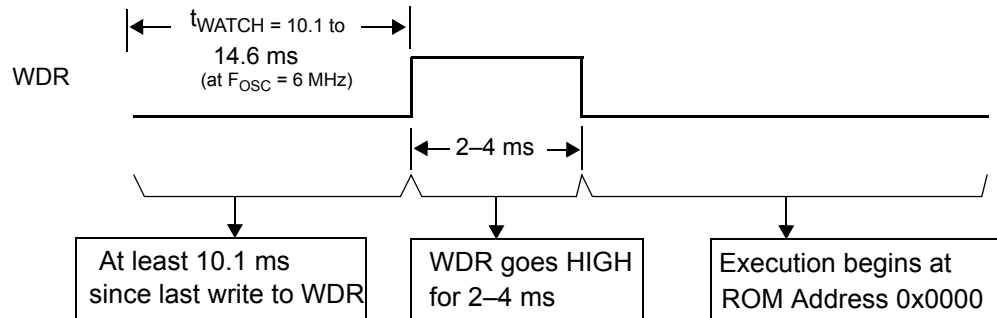 tWATCH = 10.1 to
14.6 ms
(at FOSC = 6 MHz)
WDR
2–4 ms
At least 10.1 ms
since last write to WDR
WDR goes HIGH
for 2–4 ms
Execution begins at
ROM Address 0x0000